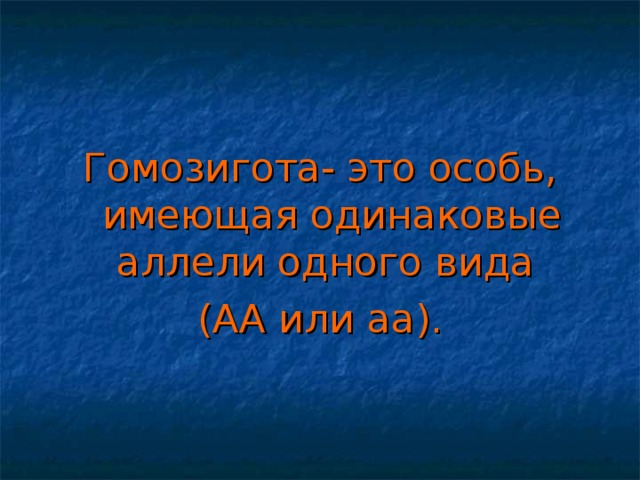 Гомозигота- это особь,
имеющая одинаковые
аллели одного вида
(АА или аа).